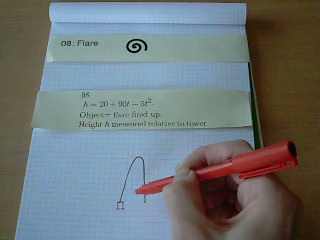 08: Flare
08
h = 20 + 90t − 5t².
Object = flare fired up.
Height h measured relative to tower.